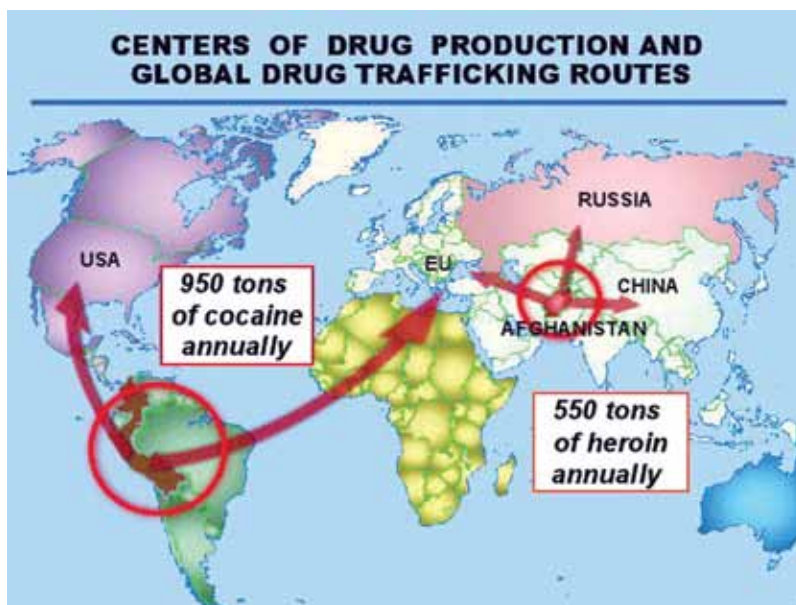 CENTERS OF DRUG PRODUCTION AND
GLOBAL DRUG TRAFFICKING ROUTES
RUSSIA
USA
EU
CHINA
950 tons
of cocaine
annually
AFGHANISTAN
550 tons
of heroin
annually